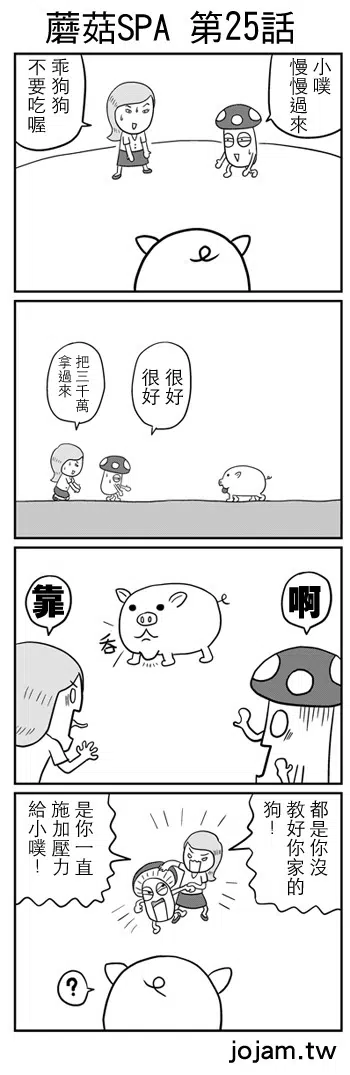 蘑菇SPA 第25話
小噗
慢慢過來
乖狗狗
不要吃喔
很好
很好
把三千萬
拿過來
啊
吞
靠
都是你沒
教好你家的
狗！
是你一直
施加壓力
給小噗！
?
jojam.tw